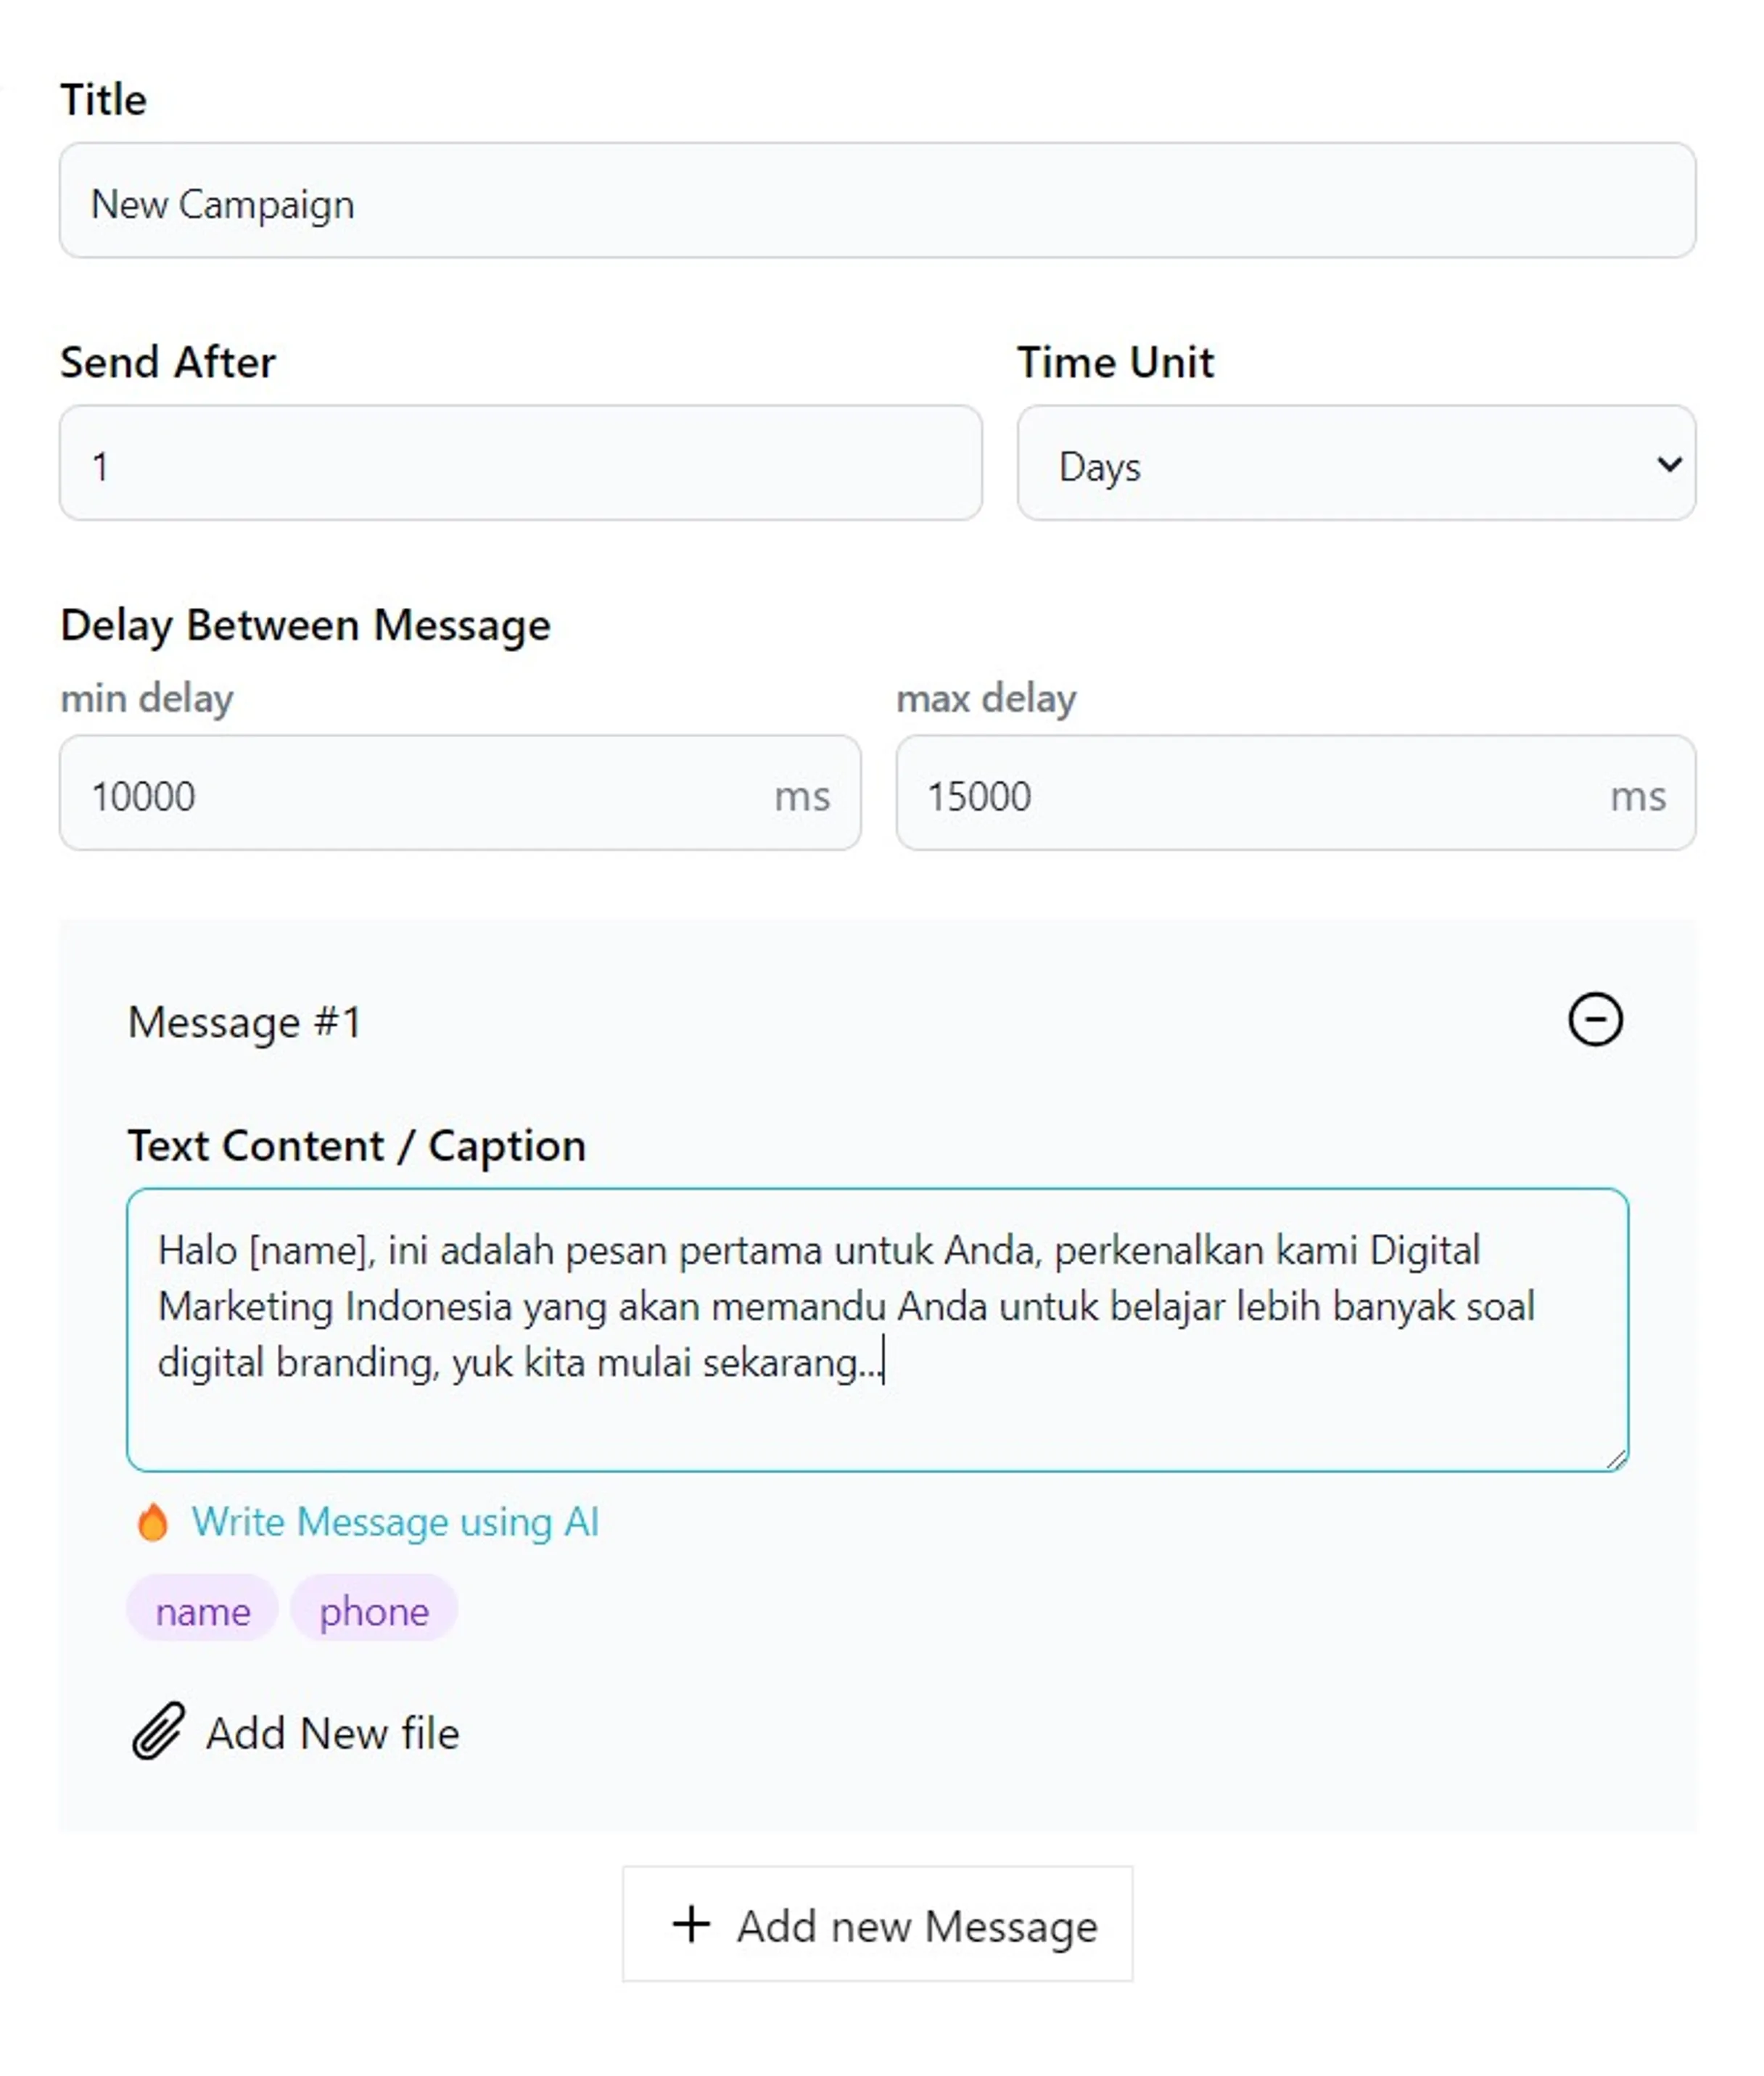 Title
New Campaign
Send After
Time Unit
1
Days
Delay Between Message
min delay
max delay
10000 ms
15000 ms
Message #1
Text Content / Caption
Halo [name], ini adalah pesan pertama untuk Anda, perkenalkan kami Digital
Marketing Indonesia yang akan memandu Anda untuk belajar lebih banyak soal
digital branding, yuk kita mulai sekarang...
Write Message using AI
name phone
Add New file
+ Add new Message